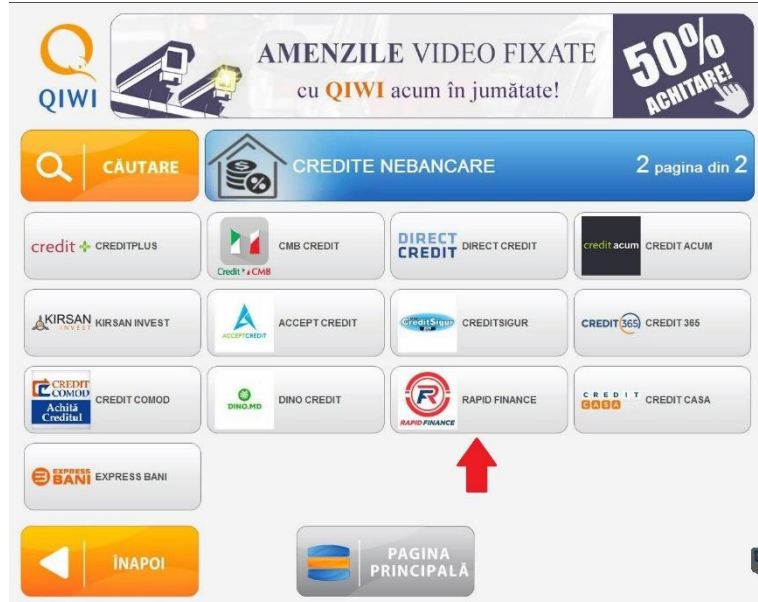 QIWI
AMENZILE VIDEO FIXATE
cu QIWI acum în jumătate!
50%
ACHITARE!
CĂUTARE
CREDITE NEBANCARE
2 pagina din 2
credit CREDITPLUS
Credit CMB
CMB CREDIT
DIRECT
CREDIT
DIRECT CREDIT
credit acum CREDIT ACUM
KIRSAN
INVEST
KIRSAN INVEST
ACCEPTCREDIT
ACCEPT CREDIT
CreditSigur CREDITSIGUR
CREDIT 365 CREDIT 365
CREDIT
COMOD
Achită
Creditul
CREDIT COMOD
DINO.MD DINO CREDIT
RAPID FINANCE
RAPID FINANCE
CREDIT
CASA
CREDIT CASA
EXPRESS
BANI
EXPRESS BANI
ÎNAPOI
PAGINA
PRINCIPALĂ